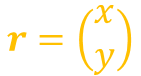 r = (x
y)